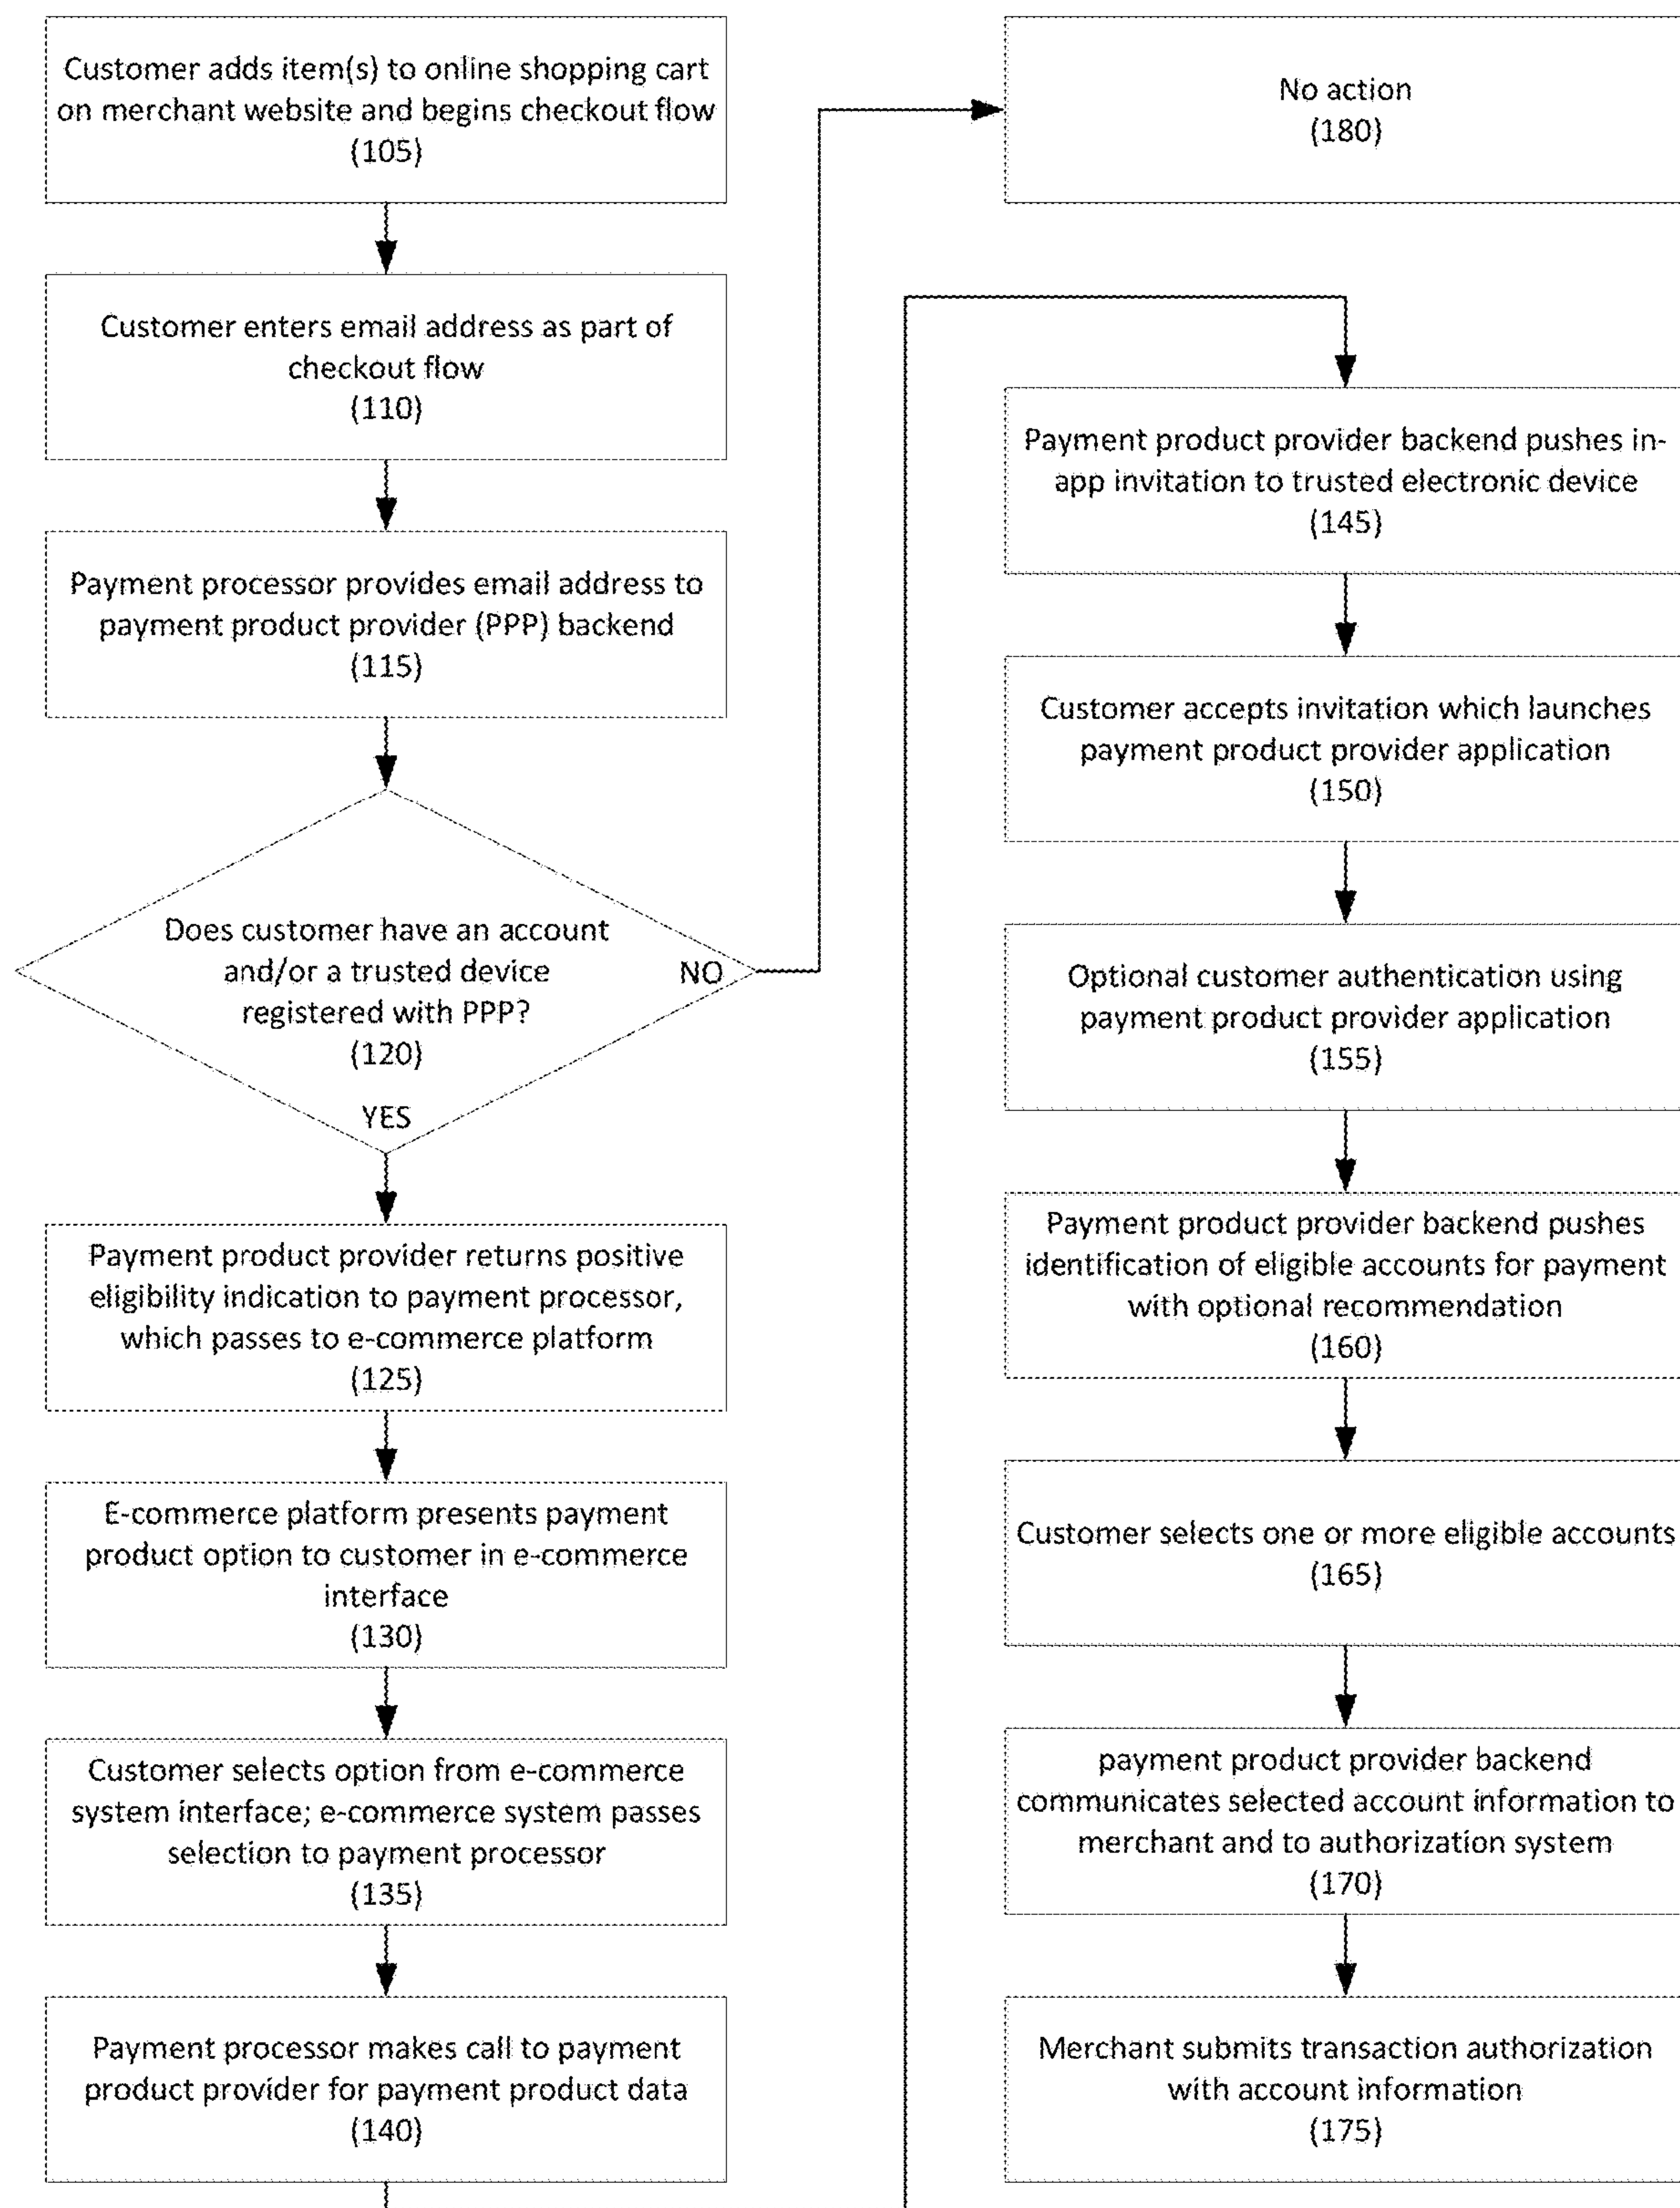 Customer adds item(s) to online shopping cart
on merchant website and begins checkout flow
(105)
Customer enters email address as part of
checkout flow
(110)
Payment processor provides email address to
payment product provider (PPP) backend
(115)
Does customer have an account
and/or a trusted device
registered with PPP?
(120)
NO
YES
Payment product provider returns positive
eligibility indication to payment processor,
which passes to e-commerce platform
(125)
E-commerce platform presents payment
product option to customer in e-commerce
interface
(130)
Customer selects option from e-commerce
system interface; e-commerce system passes
selection to payment processor
(135)
Payment processor makes call to payment
product provider for payment product data
(140)
No action
(180)
Payment product provider backend pushes in-
app invitation to trusted electronic device
(145)
Customer accepts invitation which launches
payment product provider application
(150)
Optional customer authentication using
payment product provider application
(155)
Payment product provider backend pushes
identification of eligible accounts for payment
with optional recommendation
(160)
Customer selects one or more eligible accounts
(165)
payment product provider backend
communicates selected account information to
merchant and to authorization system
(170)
Merchant submits transaction authorization
with account information
(175)